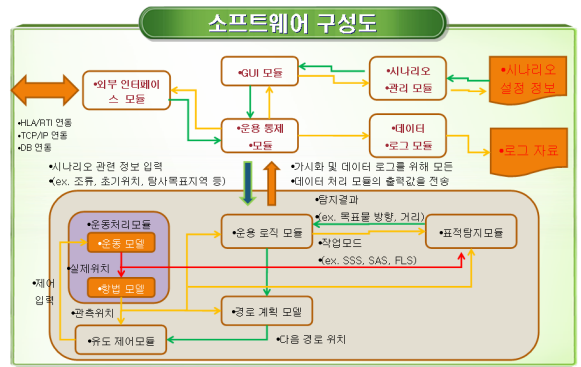 소프트웨어 구성도
•외부 인터페이
스 모듈
•GUI 모듈
•시나리오
•관리 모듈
•시나리오
설정 정보
•운용 통제
•모듈
•데이터
•로그 모듈
•로그 자료
•HLA/RTI 연동
•TCP/IP 연동
•DB 연동
•시나리오 관련 정보 입력
•(ex. 조류, 초기위치, 탐사목표지역 등)
•가시화 및 데이터 로그를 위해 모든
•데이터 처리 모듈의 출력값을 전송
•탐지결과
•(ex. 목표물 방향, 거리)
•운동처리모듈
•운동 모델
•운용 로직 모듈
•표적탐지모듈
•작업모드
•(ex. SSS, SAS, FLS)
•실제위치
•항법 모델
•제어
입력
•관측위치
•경로 계획 모델
•유도 제어모듈
•다음 경로 위치